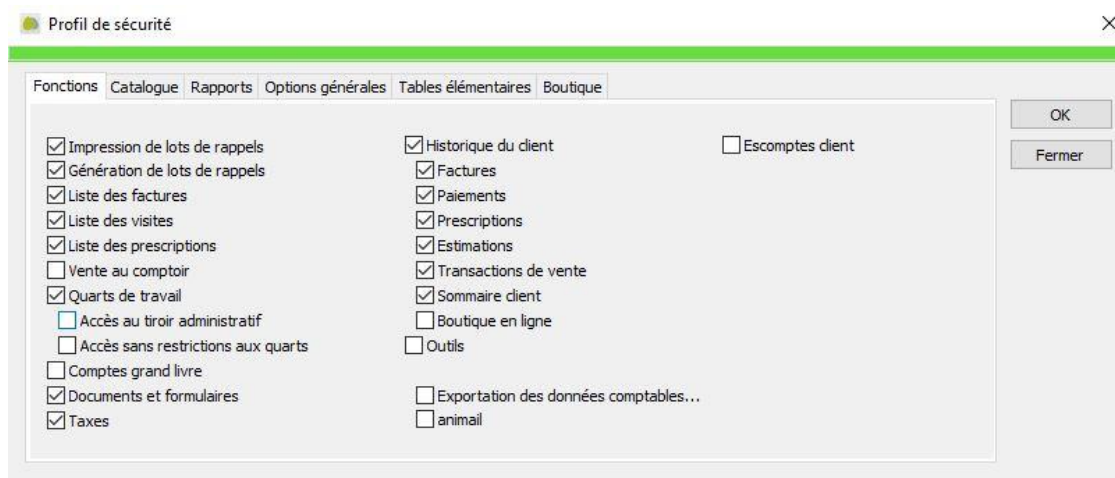 Profil de sécurité
Fonctions Catalogue Rapports Options générales Tables élémentaires Boutique
OK
Fermer
Impression de lots de rappels
Génération de lots de rappels
Liste des factures
Liste des visites
Liste des prescriptions
Vente au comptoir
Quarts de travail
Accès au tiroir administratif
Accès sans restrictions aux quarts
Comptes grand livre
Documents et formulaires
Taxes
Historique du client
Factures
Paiements
Prescriptions
Estimations
Transactions de vente
Sommaire client
Boutique en ligne
Outils
Exportation des données comptables...
animail
Escomptes client